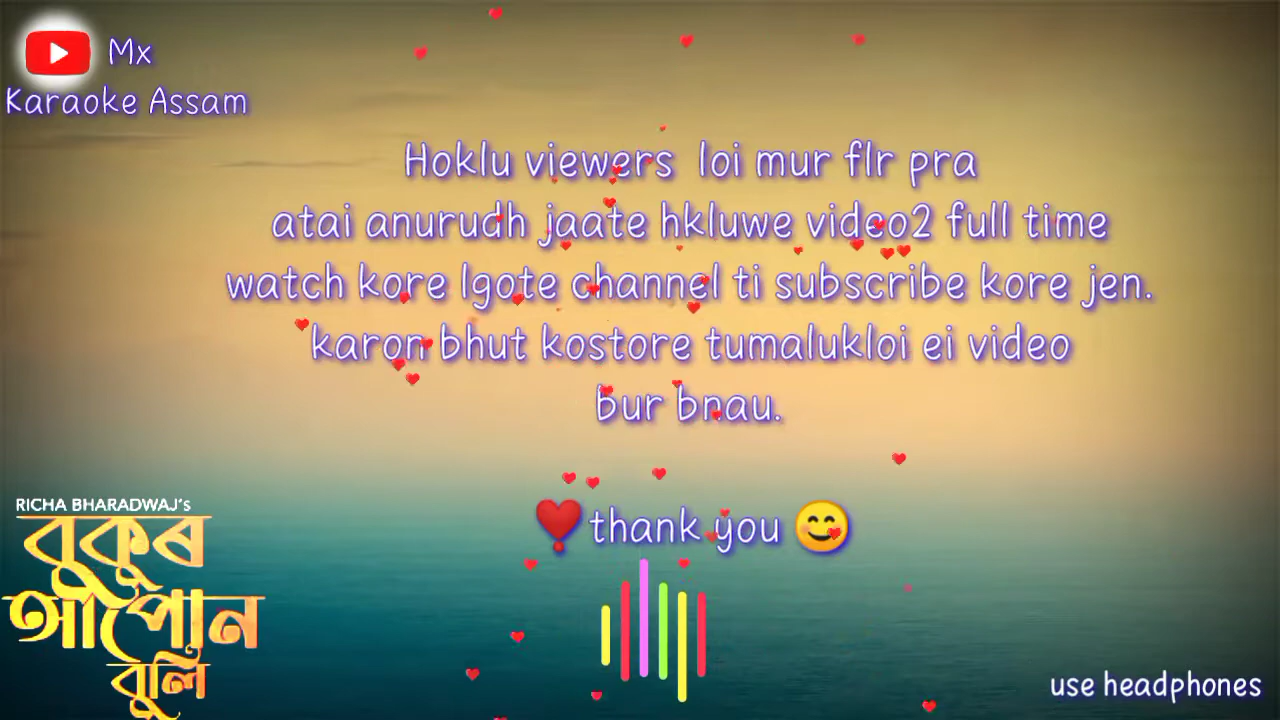 Mx
Karaoke Assam
Hoklu viewers loi mur flr pra
atai anurudh jaate hkluwe video2 full time
watch kore lgote channel ti subscribe kore jen.
karon bhut kostore tumalukloi ei video
bur bnau.
❣️thank you 😊
RICHA BHARADWAJ's
বুকুৰ
আপোন
বুলি
use headphones